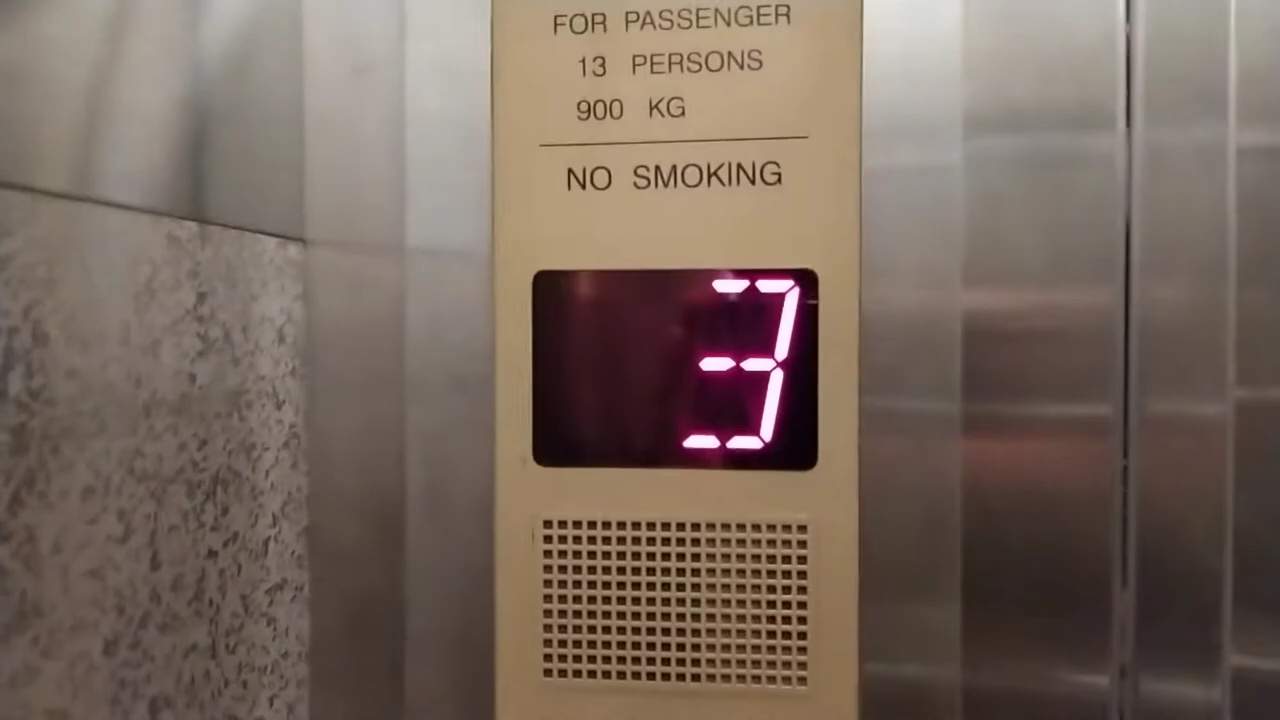 FOR PASSENGER
13 PERSONS
900 KG
NO SMOKING
3